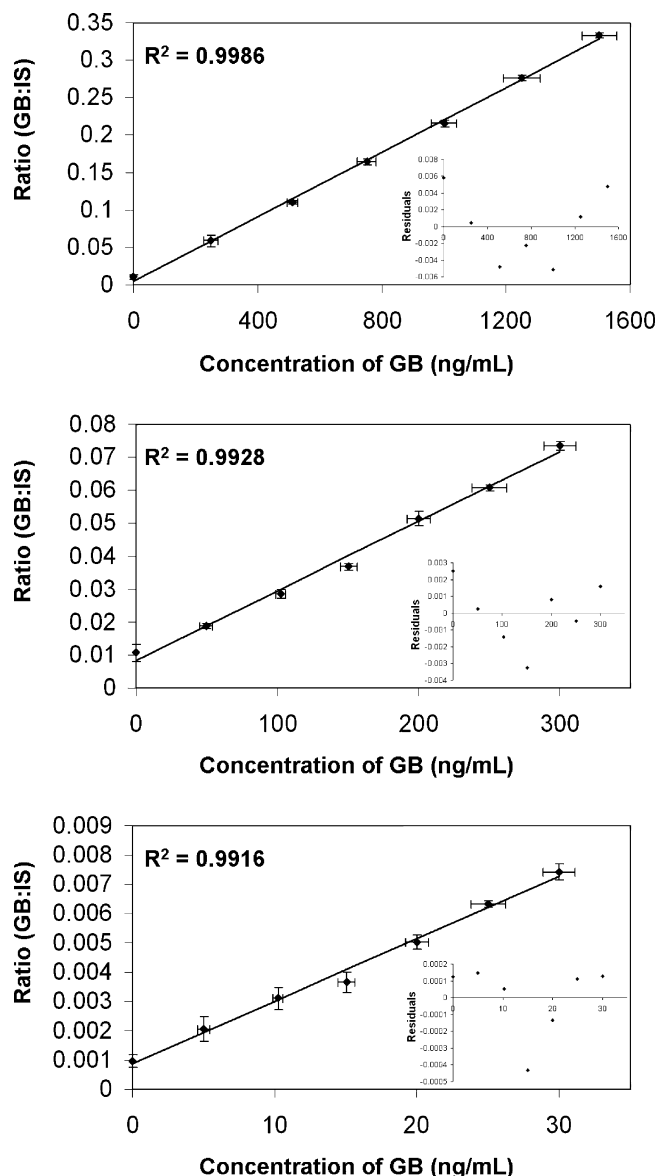 0.35
R² = 0.9986
0.3
0.25
0.2
0.15
0.1
0.05
0
Ratio (GB:IS)
0.008
0.006
0.003
0
-0.002
-0.004
-0.006
Residuals
0 400 800 1200 1600
0 400 800 1200 1600
Concentration of GB (ng/mL)
0.08
R² = 0.9928
0.07
0.06
0.05
0.04
0.03
0.02
0.01
0
Ratio (GB:IS)
0.003
0.002
0.001
0
-0.001
-0.002
-0.003
-0.004
Residuals
0 100 200 300
0 100 200 300
Concentration of GB (ng/mL)
0.009
R² = 0.9916
0.008
0.007
0.006
0.005
0.004
0.003
0.002
0.001
0
Ratio (GB:IS)
0.0002
0.0001
0
-0.0001
-0.0002
-0.0003
-0.0004
-0.0005
Residuals
0 10 20 30
0 10 20 30
Concentration of GB (ng/mL)